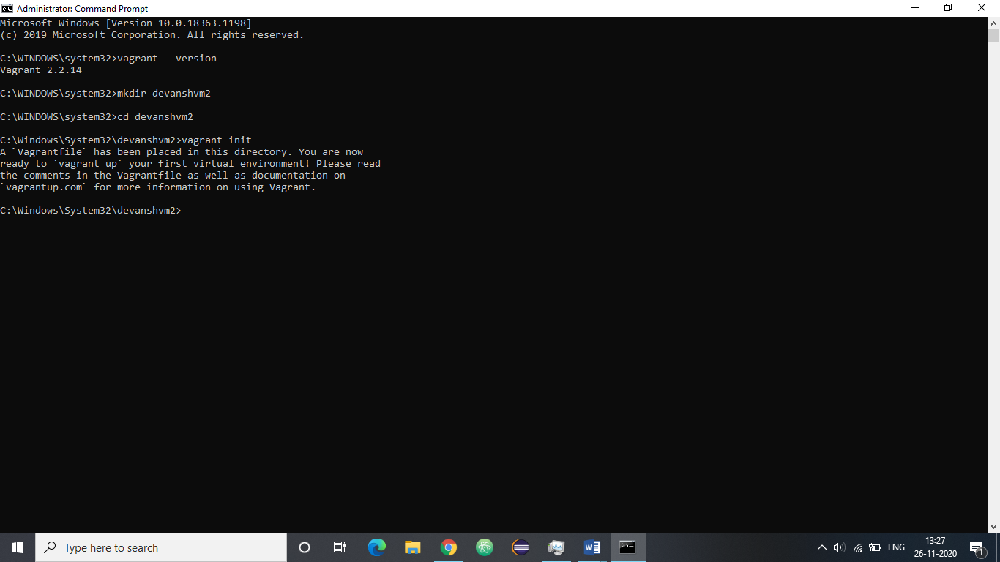 Administrator: Command Prompt
Microsoft Windows [Version 10.0.18363.1198]
(c) 2019 Microsoft Corporation. All rights reserved.
C:\WINDOWS\system32>vagrant --version
Vagrant 2.2.14
C:\WINDOWS\system32>mkdir devanshvm2
C:\WINDOWS\system32>cd devanshvm2
C:\Windows\System32\devanshvm2>vagrant init
A `Vagrantfile` has been placed in this directory. You are now
ready to `vagrant up` your first virtual environment! Please read
the comments in the Vagrantfile as well as documentation on
`vagrantup.com` for more information on using Vagrant.
C:\Windows\System32\devanshvm2>
Type here to search
ENG
13:27
26-11-2020
1